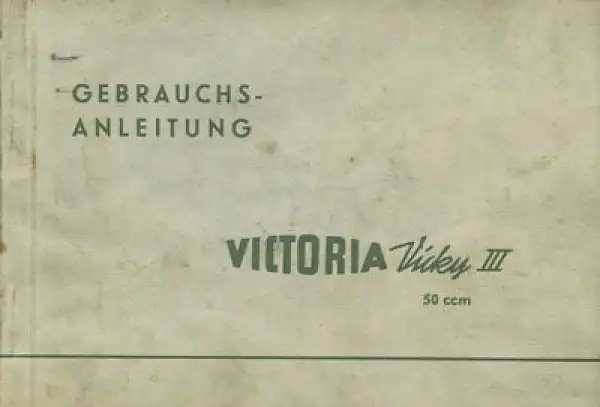 GEBRAUCHS-
ANLEITUNG
VICTORIA Vicky III
50 ccm